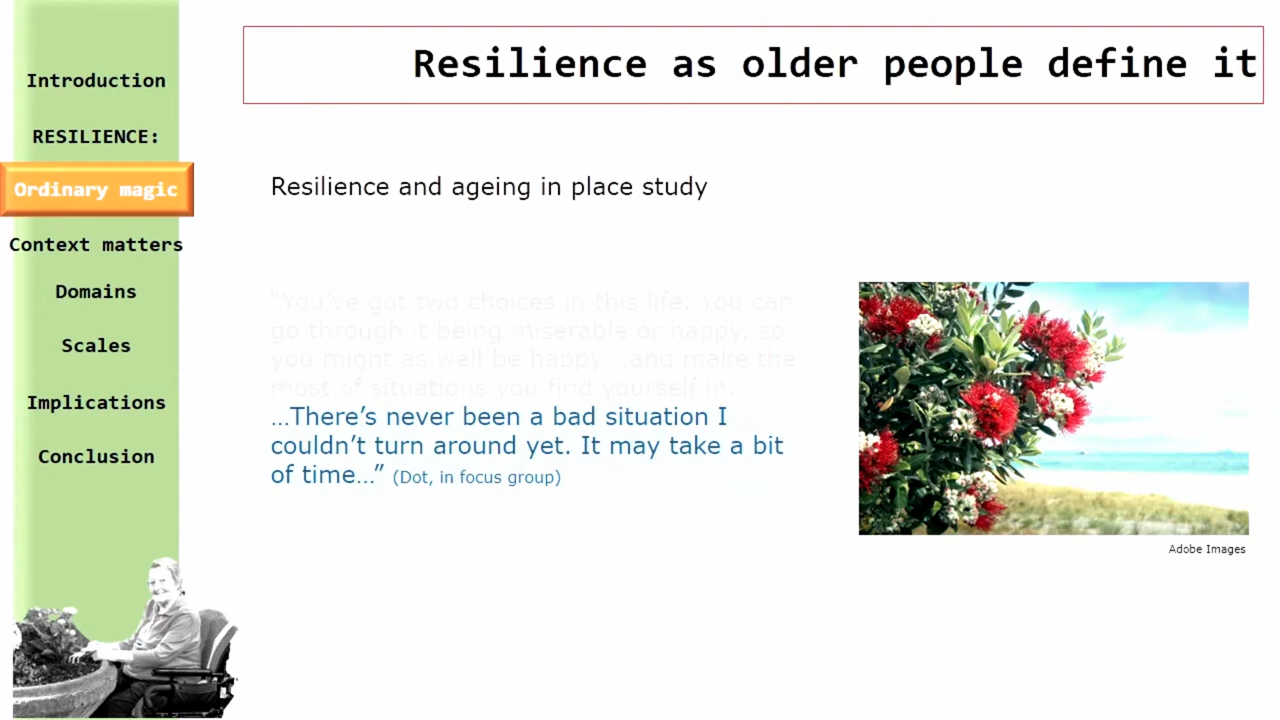 Introduction
RESILIENCE:
Ordinary magic
Context matters
Domains
Scales
Implications
Conclusion
Resilience as older people define it
Resilience and ageing in place study
“You’ve got two choices in this life. You can
go through it being miserable or happy, so
you might as well be happy ...and make the
most of situations you find yourself in.
...There’s never been a bad situation I
couldn’t turn around yet. It may take a bit
of time...” (Dot, in focus group)
Adobe Images